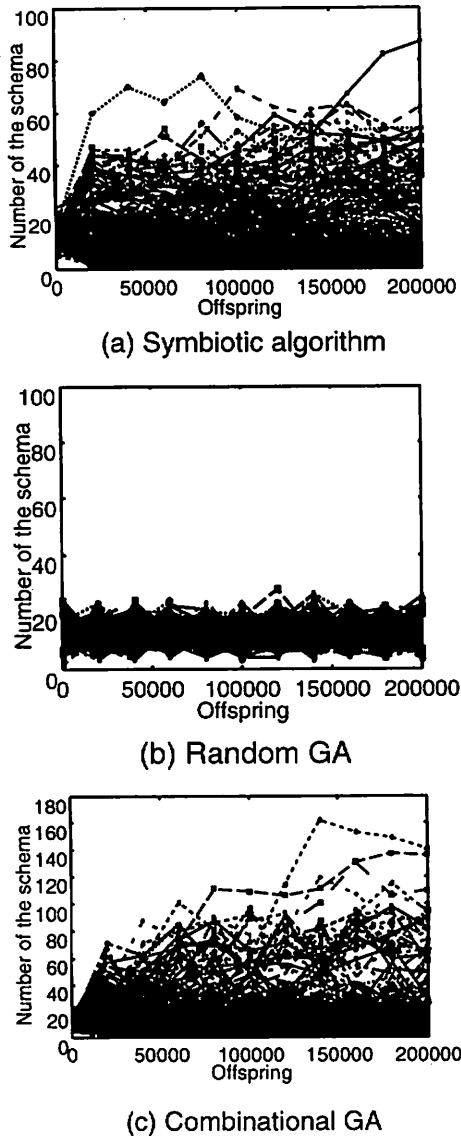 100
80
60
40
20
0
Number of the schema
0 50000 100000 150000 200000
Offspring
(a) Symbiotic algorithm
100
80
60
40
20
0
Number of the schema
0 50000 100000 150000 200000
Offspring
(b) Random GA
180
160
140
120
100
80
60
40
20
0
Number of the schema
0 50000 100000 150000 200000
Offspring
(c) Combinational GA